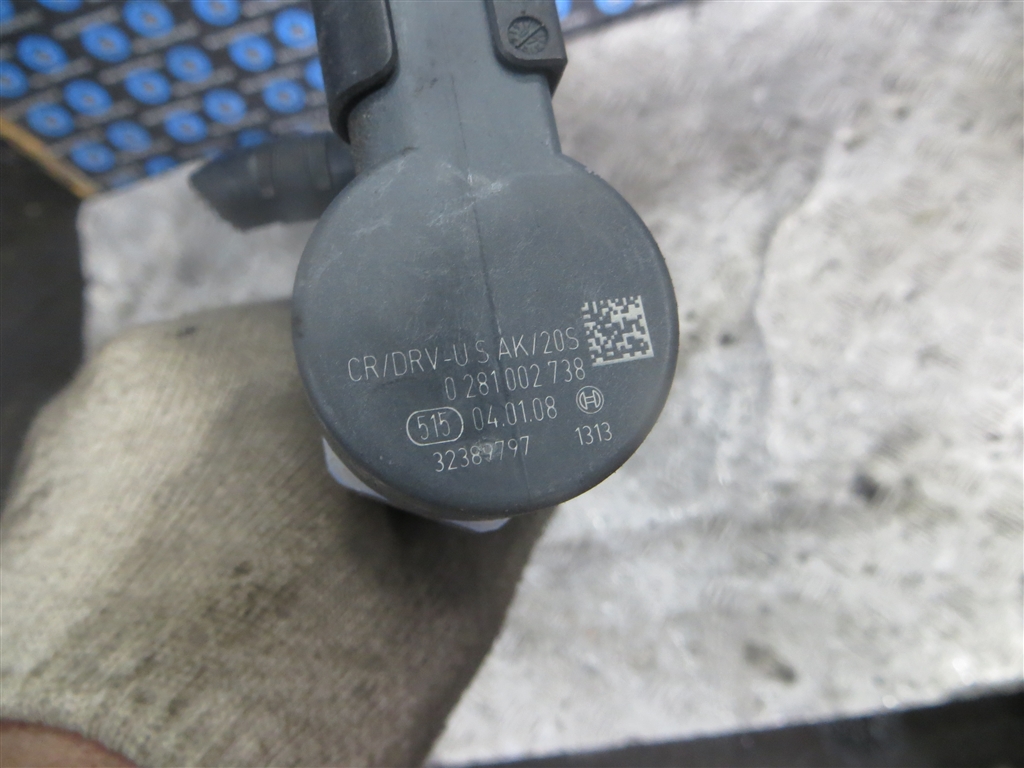 CR/DRV-U S AK/20S
0 281 002 738
515 04.01.08
32389797 1313